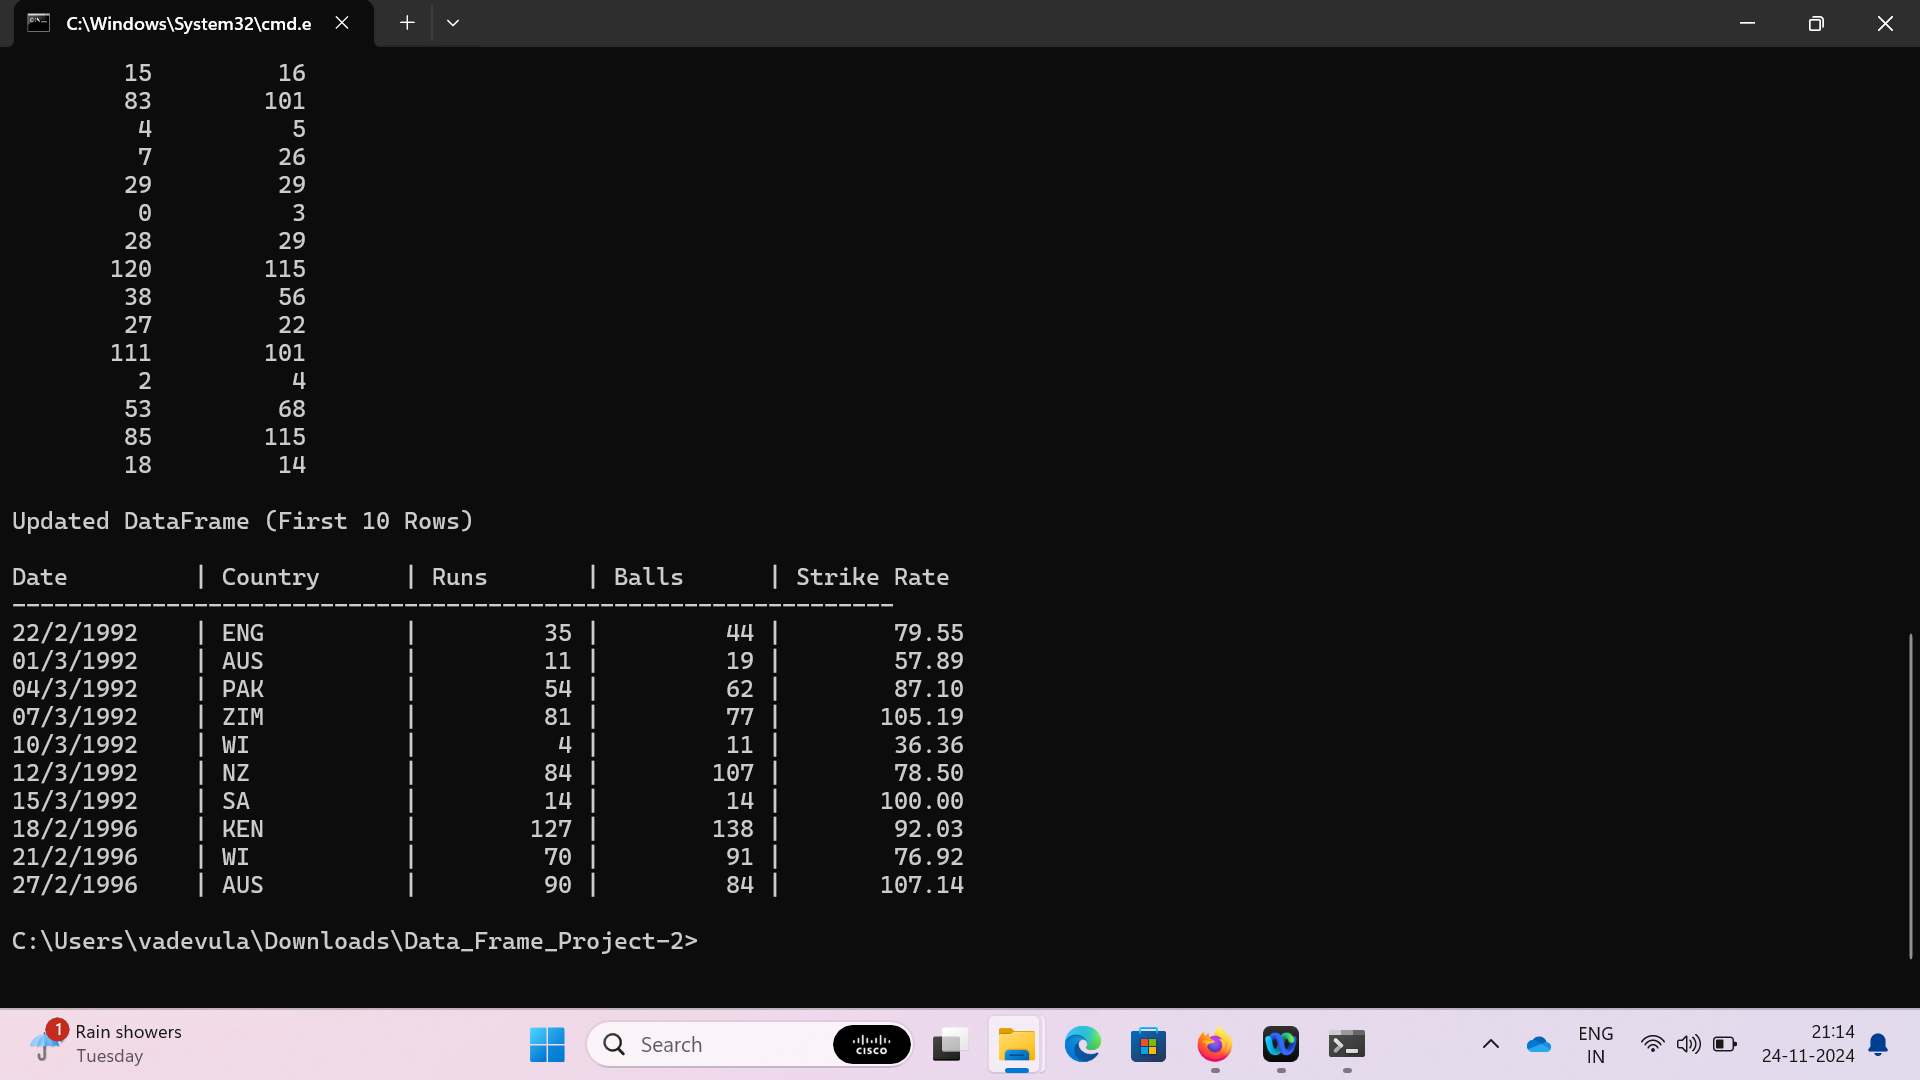 C:\Windows\System32\cmd.e
15 16
83 101
4 5
7 26
29 29
0 3
28 29
120 115
38 56
27 22
111 101
2 4
53 68
85 115
18 14
Updated DataFrame (First 10 Rows)
Date | Country | Runs | Balls | Strike Rate
---------------------------------------------------------------
22/2/1992 | ENG | 35 | 44 | 79.55
01/3/1992 | AUS | 11 | 19 | 57.89
04/3/1992 | PAK | 54 | 62 | 87.10
07/3/1992 | ZIM | 81 | 77 | 105.19
10/3/1992 | WI | 4 | 11 | 36.36
12/3/1992 | NZ | 84 | 107 | 78.50
15/3/1992 | SA | 14 | 14 | 100.00
18/2/1996 | KEN | 127 | 138 | 92.03
21/2/1996 | WI | 70 | 91 | 76.92
27/2/1996 | AUS | 90 | 84 | 107.14
C:\Users\vadevula\Downloads\Data_Frame_Project-2>
1
Rain showers
Tuesday
Search
CISCO
ENG
IN
21:14
24-11-2024